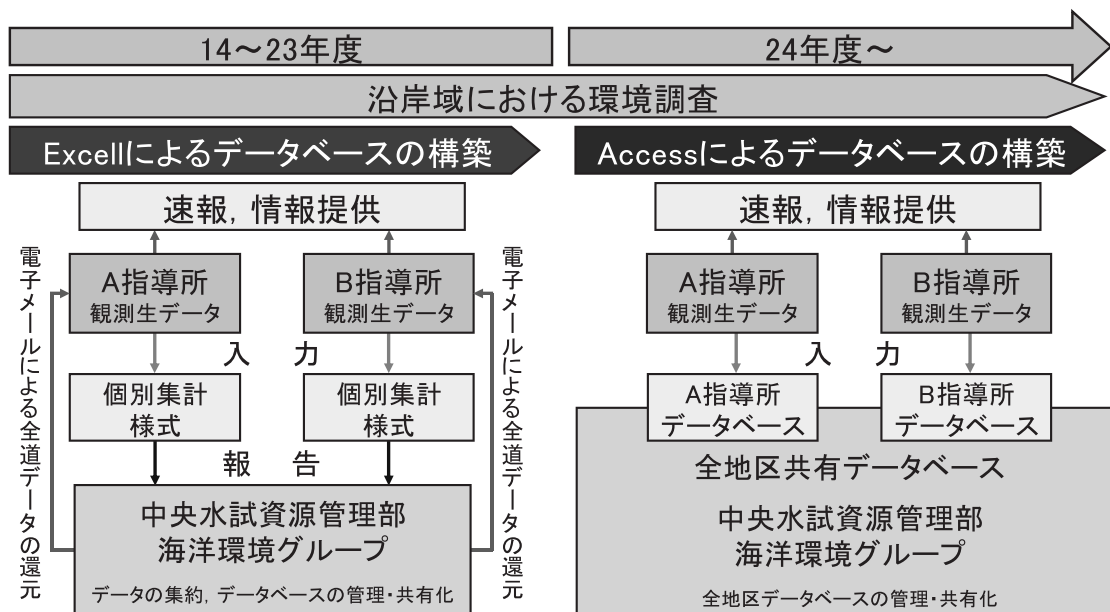 14～23年度
24年度～
沿岸域における環境調査
Excellによるデータベースの構築
速報，情報提供
A指導所
観測生データ
B指導所
観測生データ
入力
個別集計
様式
個別集計
様式
報告
中央水試資源管理部
海洋環境グループ
データの集約，データベースの管理・共有化
電子メールによる全道データの還元
電子メールによる全道データの還元
Accessによるデータベースの構築
速報，情報提供
A指導所
観測生データ
B指導所
観測生データ
入力
A指導所
データベース
B指導所
データベース
全地区共有データベース
中央水試資源管理部
海洋環境グループ
全地区データベースの管理・共有化